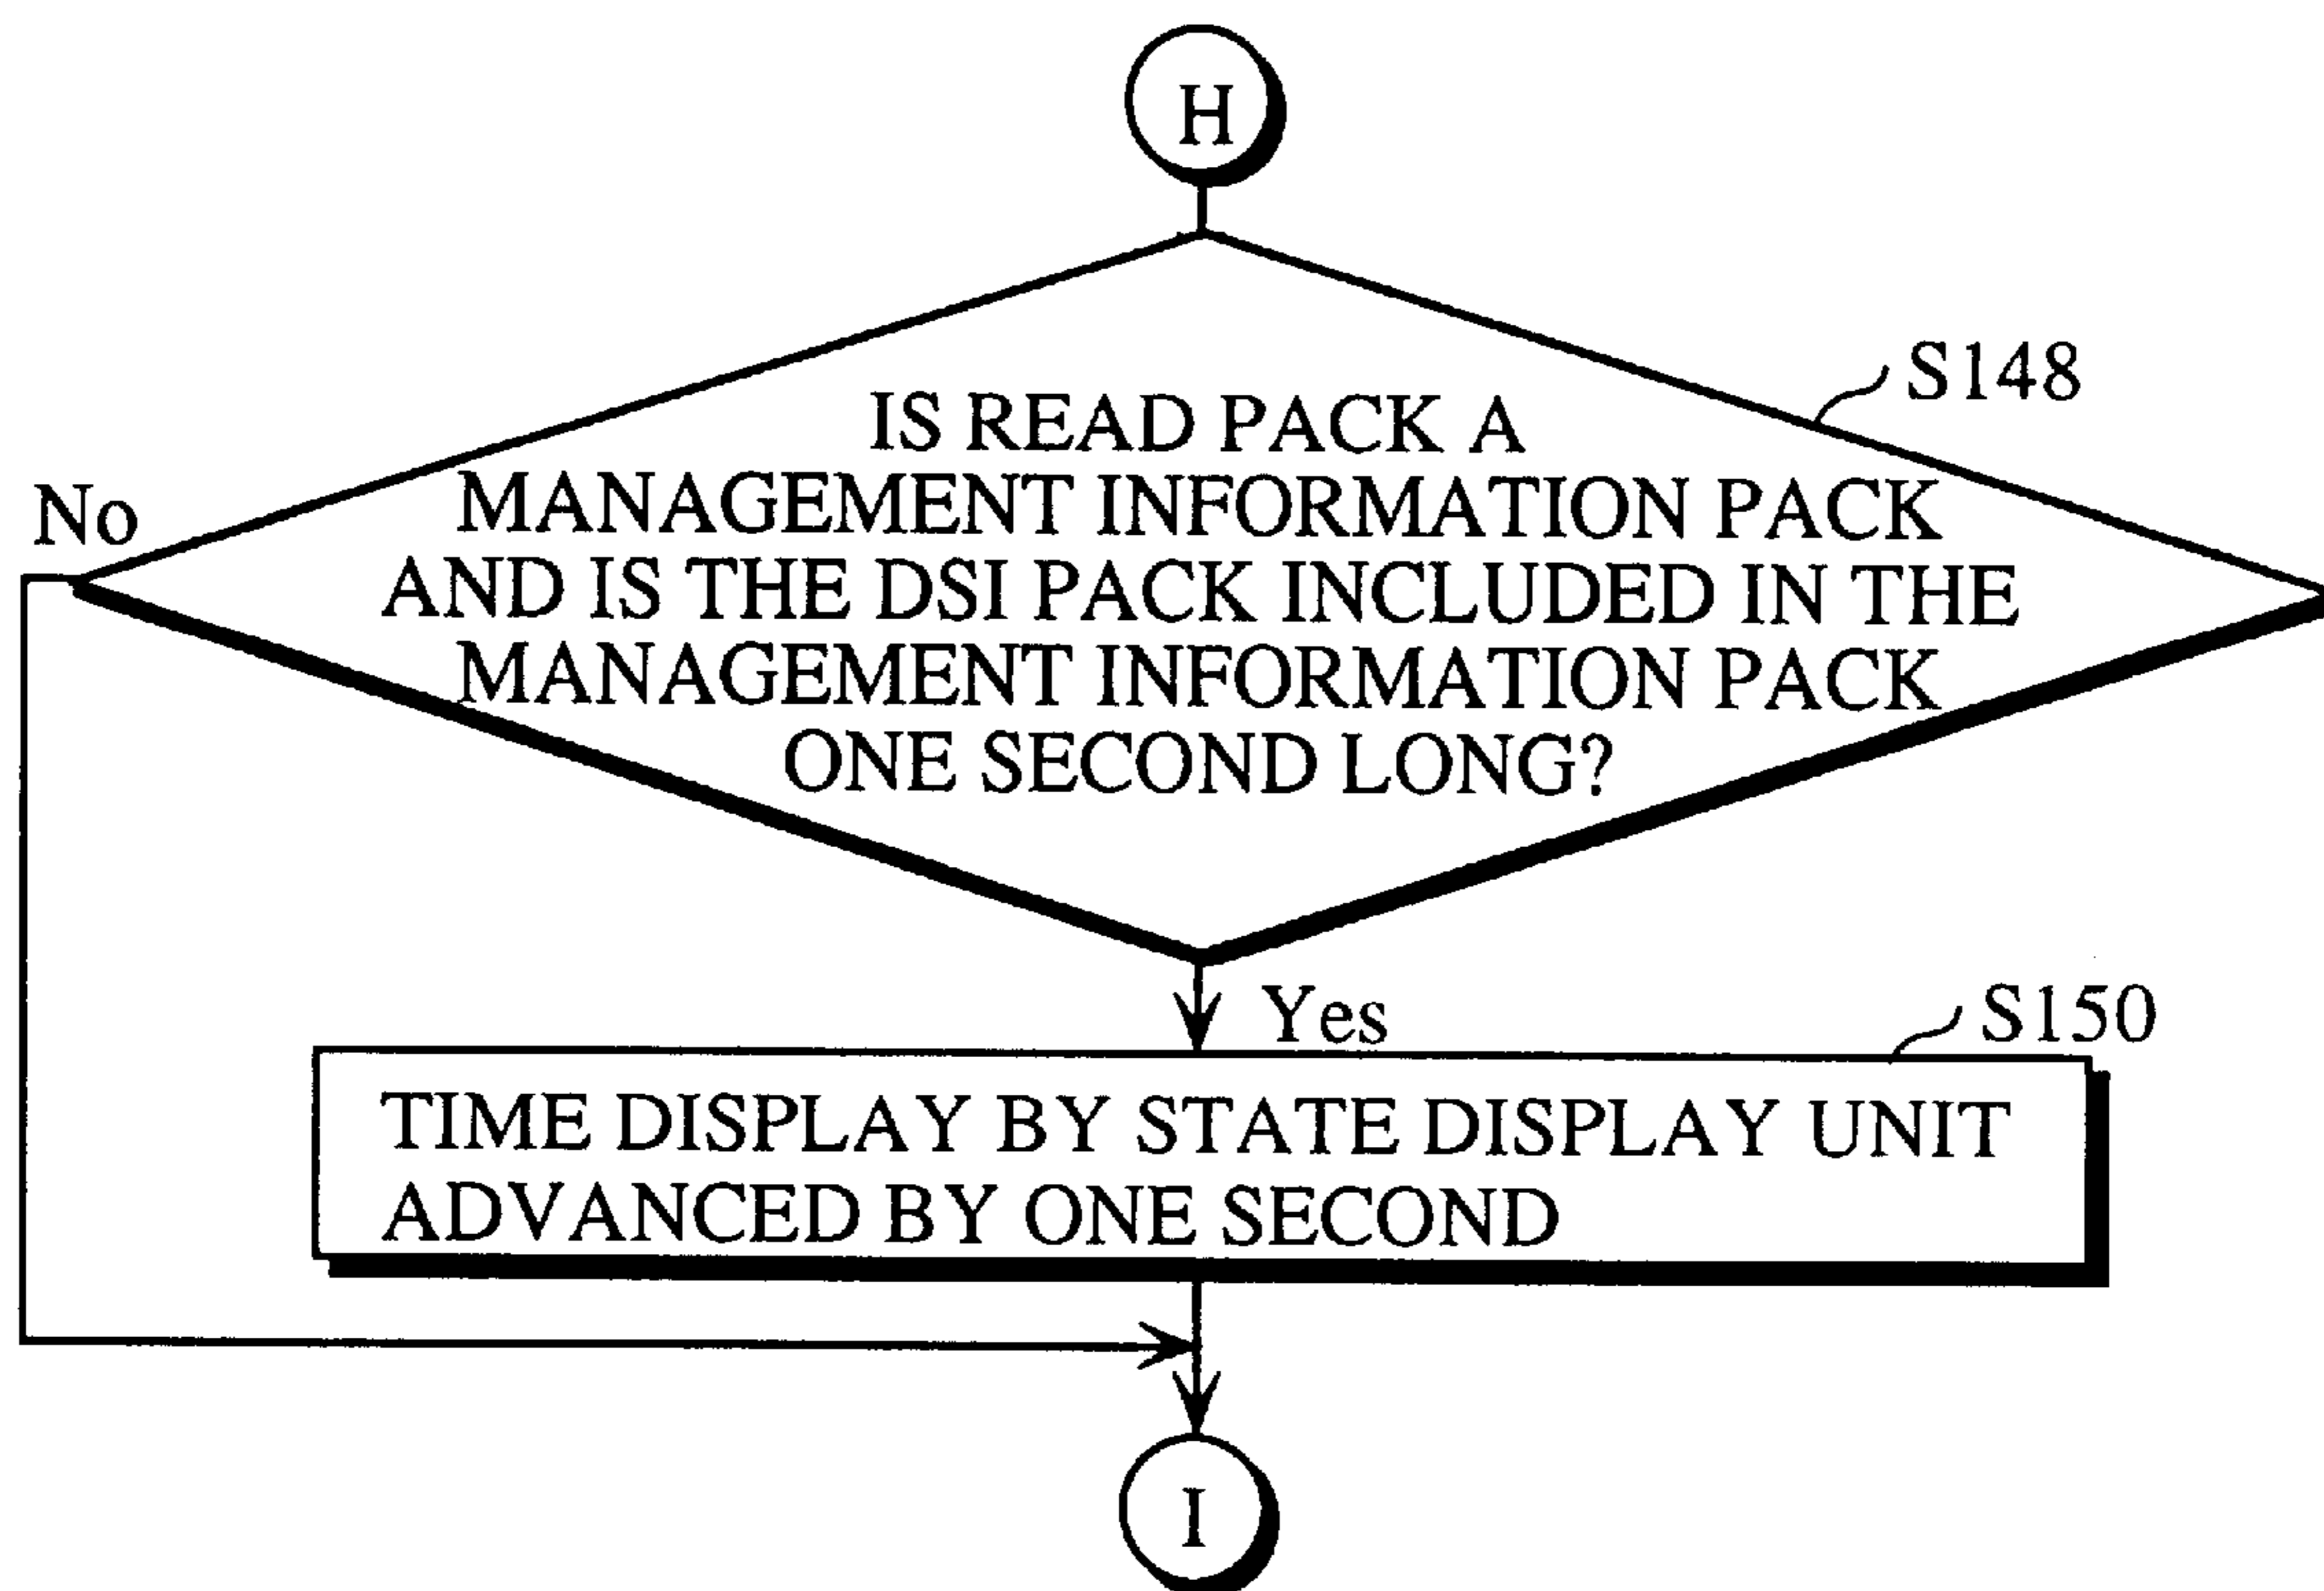 H
S148
IS READ PACK A
MANAGEMENT INFORMATION PACK
No
AND IS THE DSI PACK INCLUDED IN THE
MANAGEMENT INFORMATION PACK
ONE SECOND LONG?
Yes
S150
TIME DISPLAY BY STATE DISPLAY UNIT
ADVANCED BY ONE SECOND
I